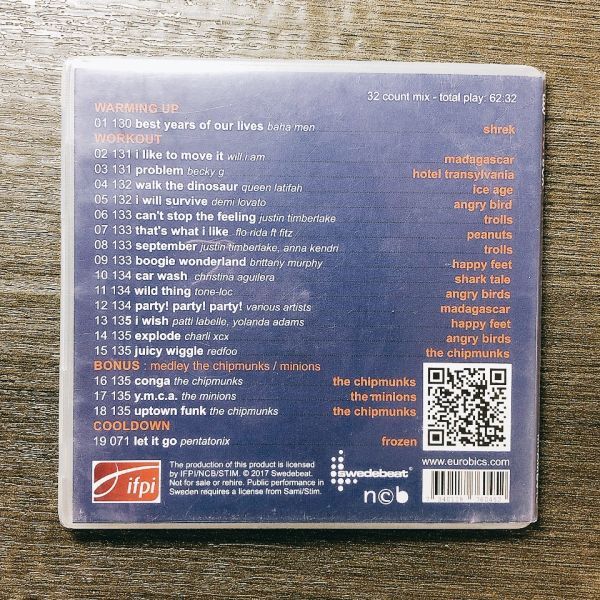 32 count mix - total play: 62:32
WARMING UP
01 130 best years of our lives baha men shrek
WORKOUT
02 131 i like to move it will.i.am madagascar
03 131 problem becky g hotel transylvania
04 132 walk the dinosaur queen latifah ice age
05 132 i will survive demi lovato angry bird
06 133 can't stop the feeling justin timberlake trolls
07 133 that's what i like flo-rida ft fitz peanuts
08 133 september justin timberlake, anna kendri trolls
09 133 boogie wonderland brittany murphy happy feet
10 134 car wash christina aguilera shark tale
11 134 wild thing tone-loc angry birds
12 134 party! party! party! various artists madagascar
13 135 i wish patti labelle, yolanda adams happy feet
14 135 explode charli xcx angry birds
15 135 juicy wiggle redfoo the chipmunks
BONUS : medley the chipmunks / minions
16 135 conga the chipmunks the chipmunks
17 135 y.m.c.a. the minions the minions
18 135 uptown funk the chipmunks the chipmunks
COOLDOWN
19 071 let it go pentatonix frozen
ifpi
The production of this product is licensed
by IFPI/NCB/STIM. © 2017 Swedebeat.
Not for sale or rehire. Public performance in
Sweden requires a license from Sami/Stim.
swedebeat
n©b
www.eurobics.com